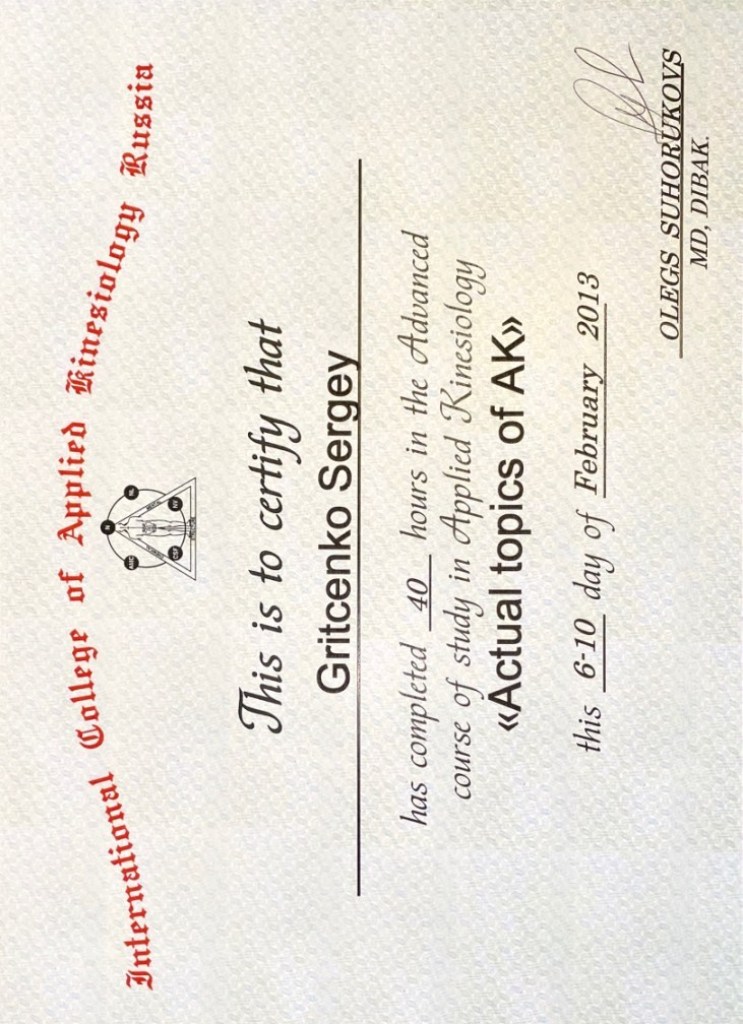 International College of Applied Kinesiology Russia
This is to certify that
Gritcenko Sergey
has completed 40 hours in the Advanced
course of study in Applied Kinesiology
«Actual topics of AK»
this 6-10 day of February 2013
OLEGS SUHORUKOVS
MD, DIBAK.